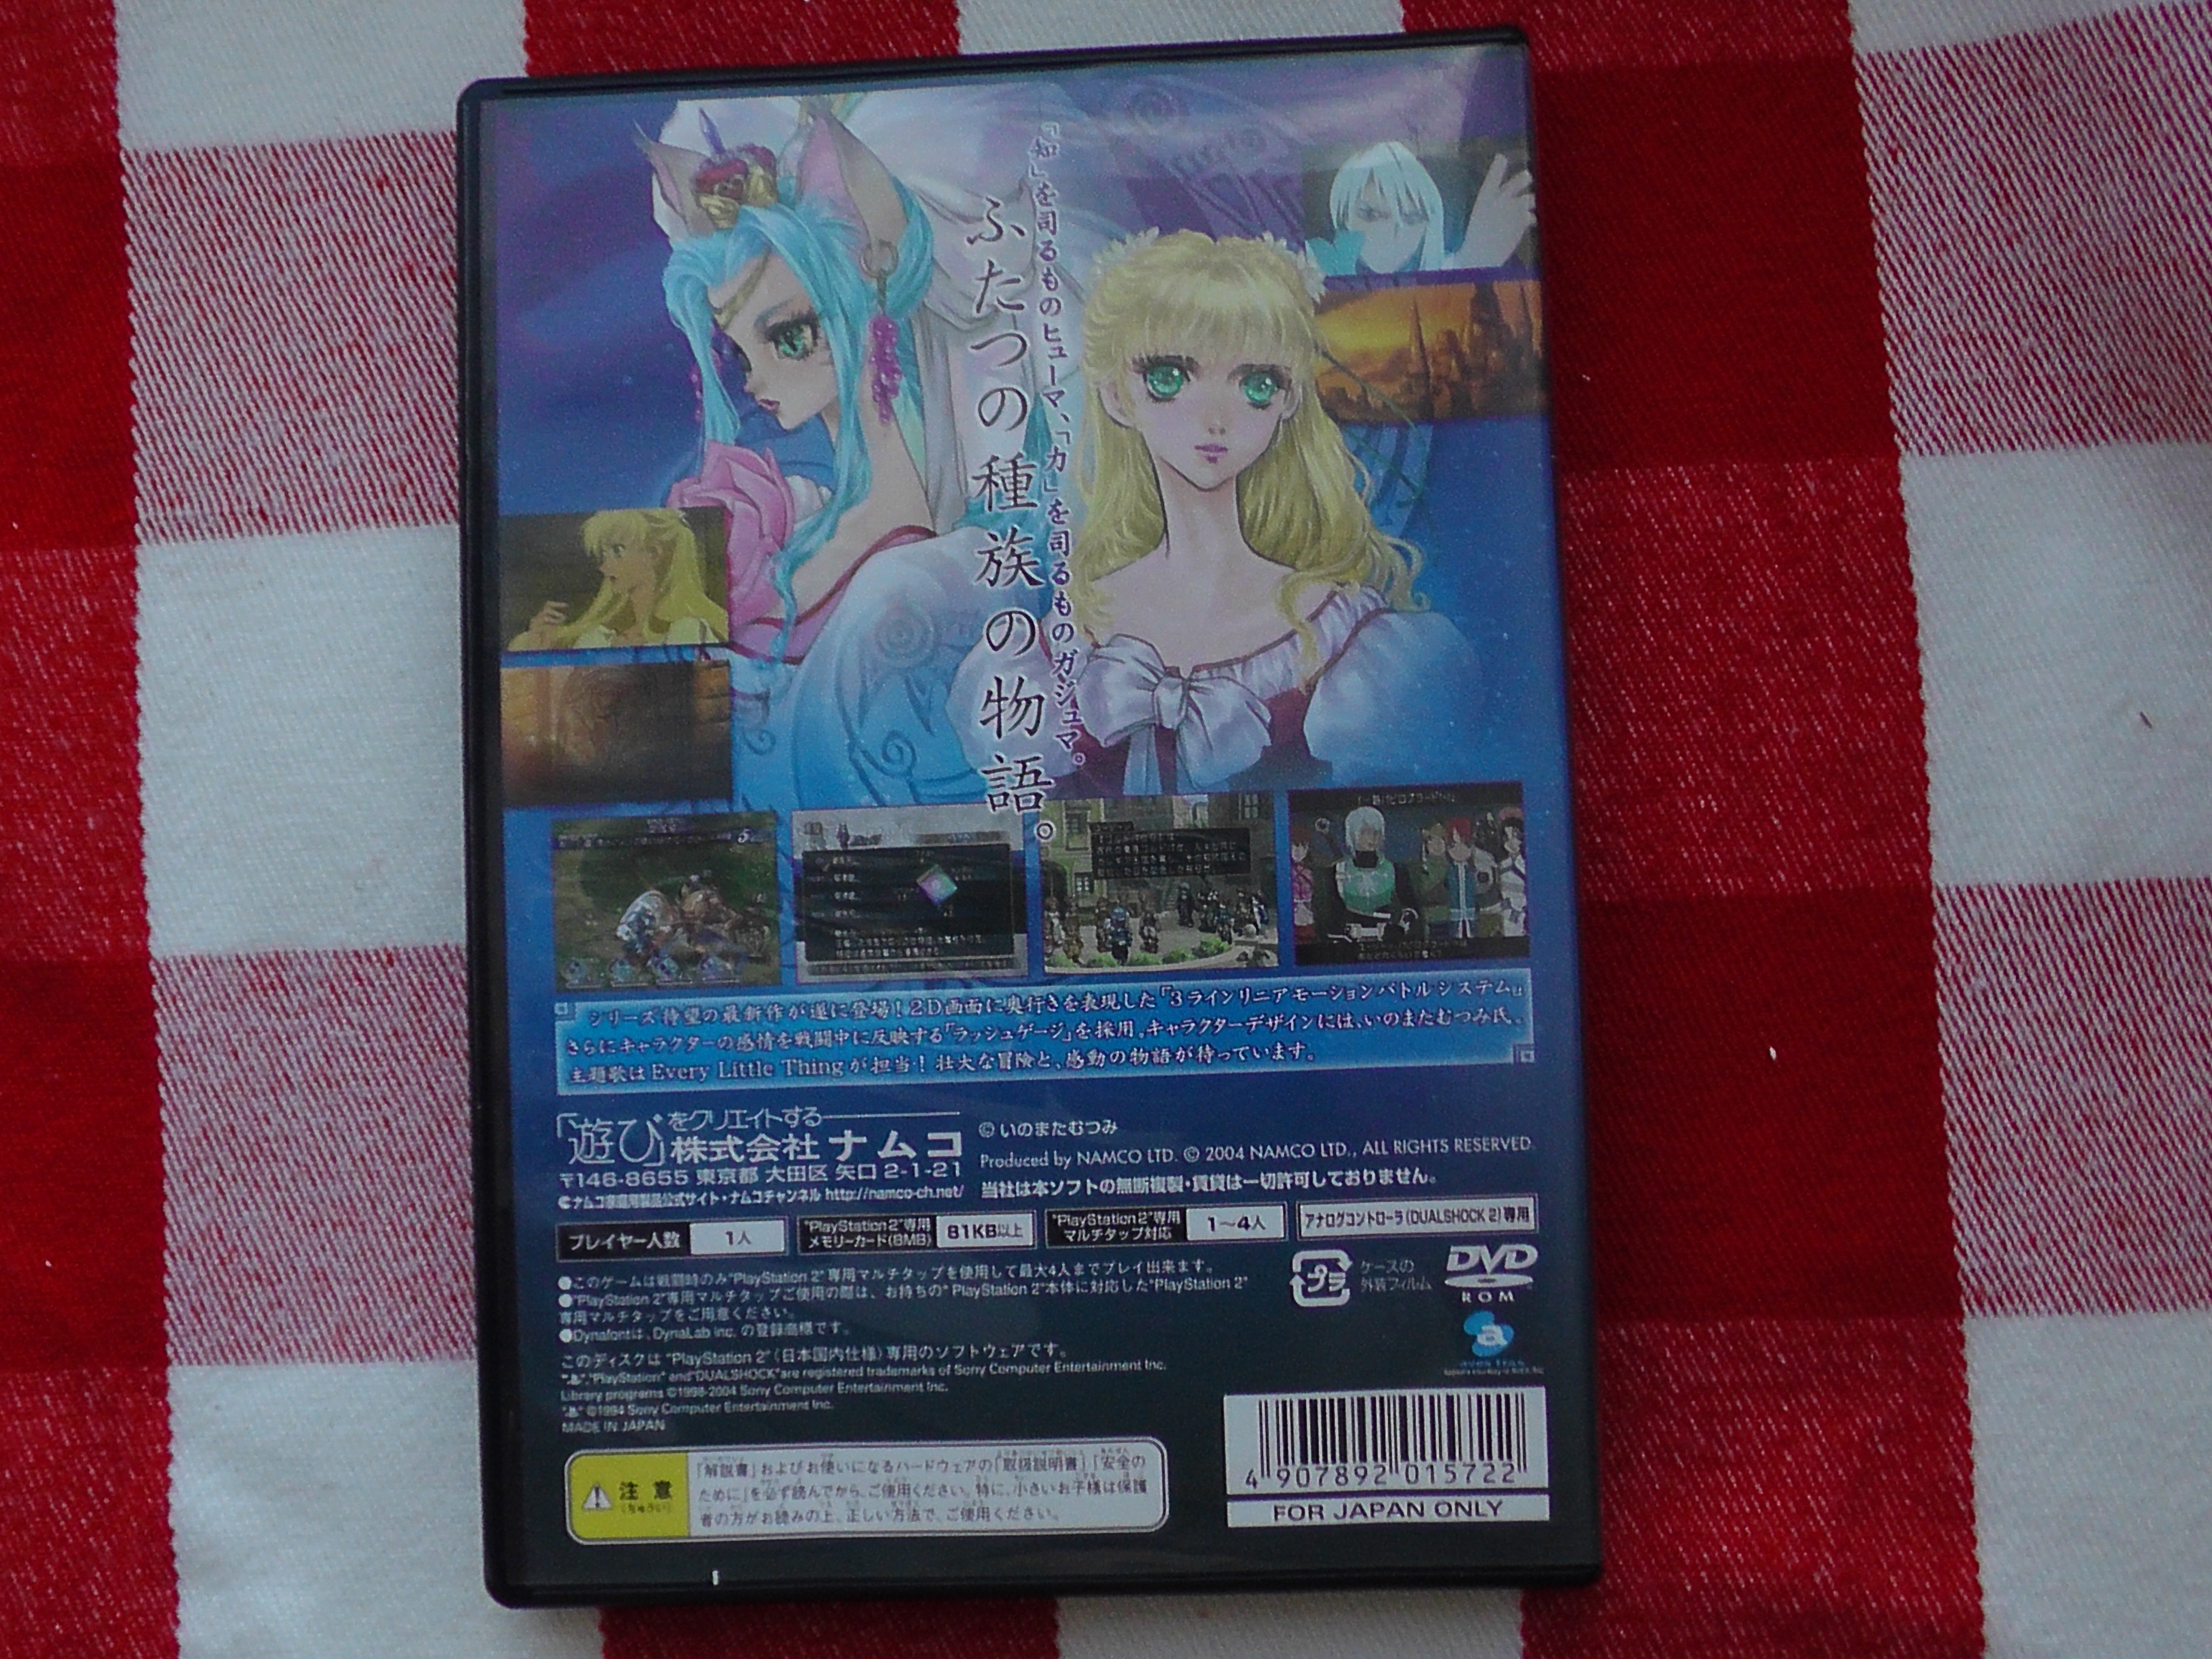 「知」を司るものヒューマ、「力」を司るものガジュマ。
ふたつの種族の物語。
シリーズ待望の最新作が遂に登場！2D画面に奥行きを表現した『3ラインリニアモーションバトルシステム』
さらにキャラクターの感情を戦闘中に反映する「ラッシュゲージ」を採用。キャラクターデザインには、いのまたむつみ氏、
主題歌はEvery Little Thingが担当！壮大な冒険と、感動の物語が待っています。
「遊び」をクリエイトする
株式会社ナムコ
〒146-8655 東京都 大田区 矢口 2-1-21
ナムコ家庭用製品公式サイト・ナムコチャンネル http://namco-ch.net/
© いのまたむつみ
Produced by NAMCO LTD. © 2004 NAMCO LTD., ALL RIGHTS RESERVED.
当社は本ソフトの無断複製・賃貸は一切許可しておりません。
プレイヤー人数 1人
"PlayStation 2"専用
メモリーカード(8MB) 81KB以上
"PlayStation 2"専用
マルチタップ対応 1〜4人
アナログコントローラ(DUALSHOCK 2)専用
●このゲームは戦闘時のみ"PlayStation 2"専用マルチタップを使用して最大4人までプレイ出来ます。
●"PlayStation 2"専用マルチタップご使用の際は、お持ちの"PlayStation 2"本体に対応した"PlayStation 2"
専用マルチタップをご用意ください。
●Dynafontは、DynaLab Inc. の登録商標です。
このディスクは "PlayStation 2" (日本国内仕様) 専用のソフトウェアです。
"PlayStation" and "DUALSHOCK" are registered trademarks of Sony Computer Entertainment Inc.
Library programs ©1998-2004 Sony Computer Entertainment Inc.
©1994 Sony Computer Entertainment Inc.
MADE IN JAPAN
プラ
ケースの
外装フィルム
DVD
ROM
注意
(ちゅうい)
「解説書」およびお使いになるハードウェアの「取扱説明書」「安全の
ために」を必ず読んでから、ご使用ください。特に、小さいお子様は保護
者の方がお読みの上、正しい方法で、ご使用ください。
4 907892 015722
FOR JAPAN ONLY